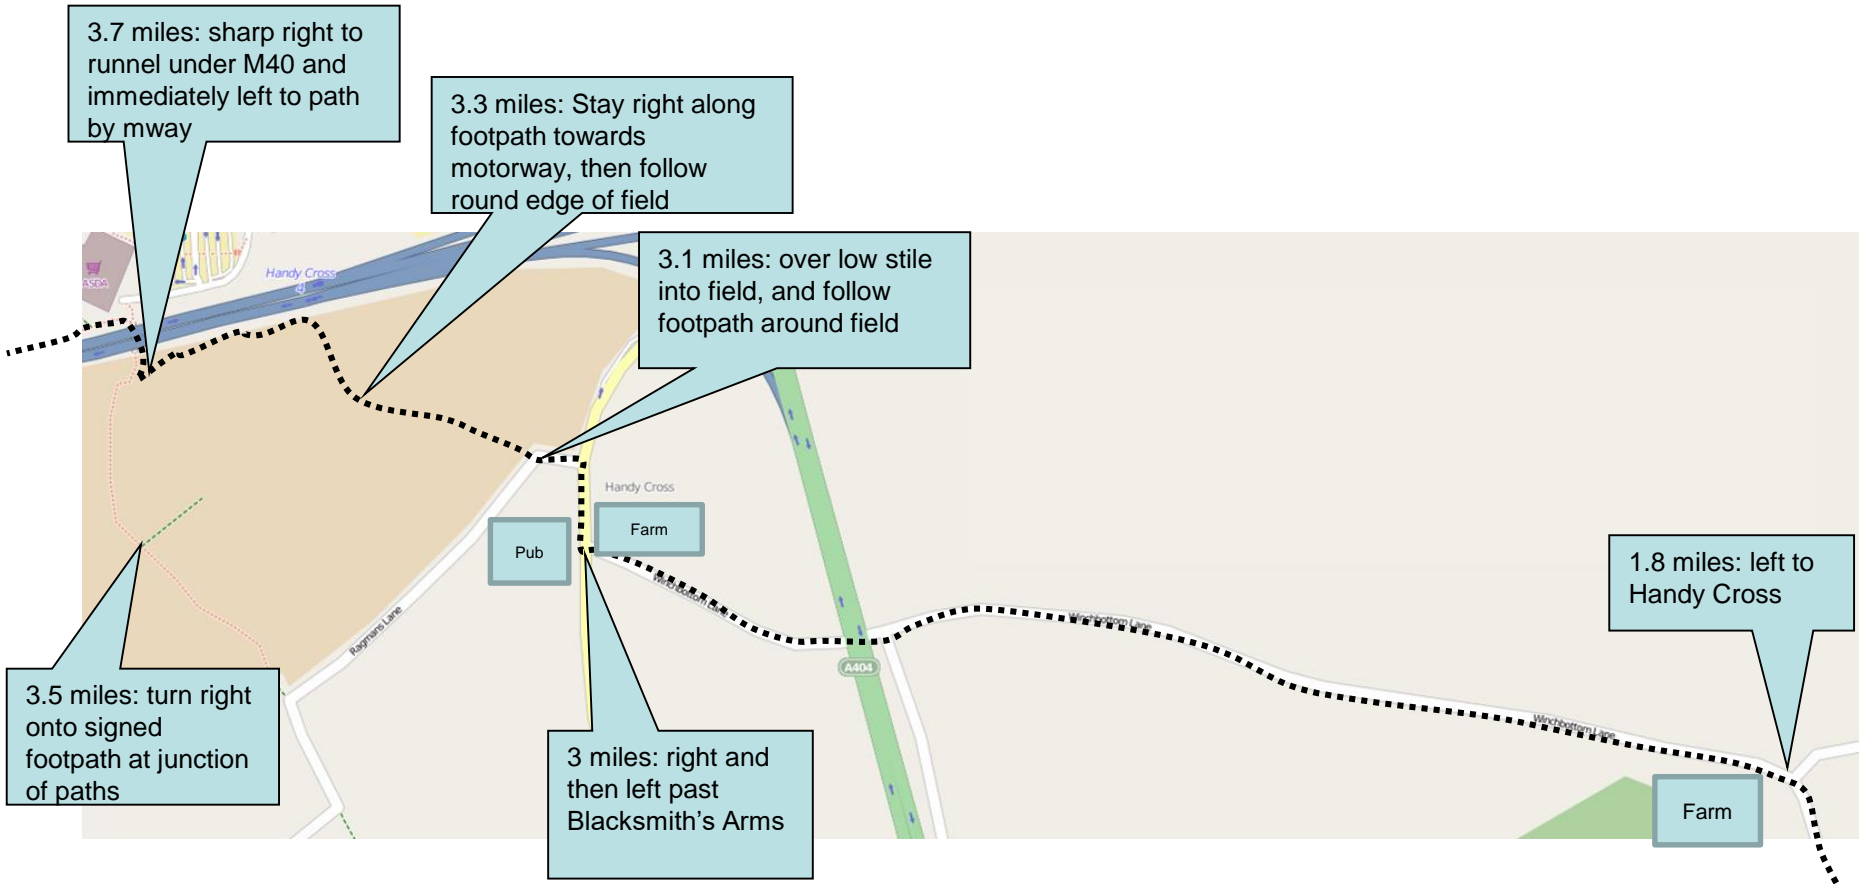 3.7 miles: sharp right to
runnel under M40 and
immediately left to path
by mway
3.3 miles: Stay right along
footpath towards
motorway, then follow
round edge of field
3.1 miles: over low stile
into field, and follow
footpath around field
ASDA
Handy Cross
4
Handy Cross
Farm
Pub
Winchbottom Lane
Ragmans Lane
A404
Winchbottom Lane
Winchbottom Lane
1.8 miles: left to
Handy Cross
Farm
3.5 miles: turn right
onto signed
footpath at junction
of paths
3 miles: right and
then left past
Blacksmith's Arms